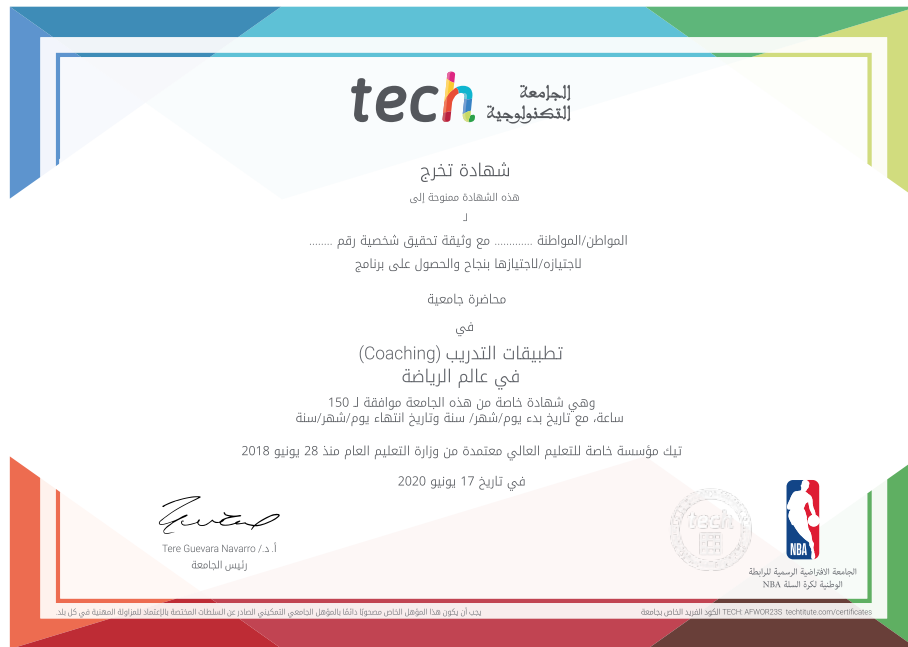 tech الجامعة
التكنولوجية
شهادة تخرج
هذه الشهادة ممنوحة إلى
لـ
المواطن/المواطنة ............. مع وثيقة تحقيق شخصية رقم ........
لاجتيازه/لاجتيازها بنجاح والحصول على برنامج
محاضرة جامعية
في
تطبيقات التدريب (Coaching)
في عالم الرياضة
وهي شهادة خاصة من هذه الجامعة موافقة لـ 150
ساعة، مع تاريخ بدء يوم/شهر/ سنة وتاريخ انتهاء يوم/شهر/سنة
تيك مؤسسة خاصة للتعليم العالي معتمدة من وزارة التعليم العام منذ 28 يونيو 2018
في تاريخ 17 يونيو 2020
tech
NBA
أ. د./ Tere Guevara Navarro
رئيس الجامعة
الجامعة الافتراضية الرسمية للرابطة
الوطنية لكرة السلة NBA
يجب أن يكون هذا المؤهل الخاص مصحوبًا دائمًا بالمؤهل الجامعي التمكيني الصادر عن السلطات المختصة بالإعتماد للمزاولة المهنية في كل بلد.
الكود الفريد الخاص بجامعة TECH: AFWOR23S techtitute.com/certificates